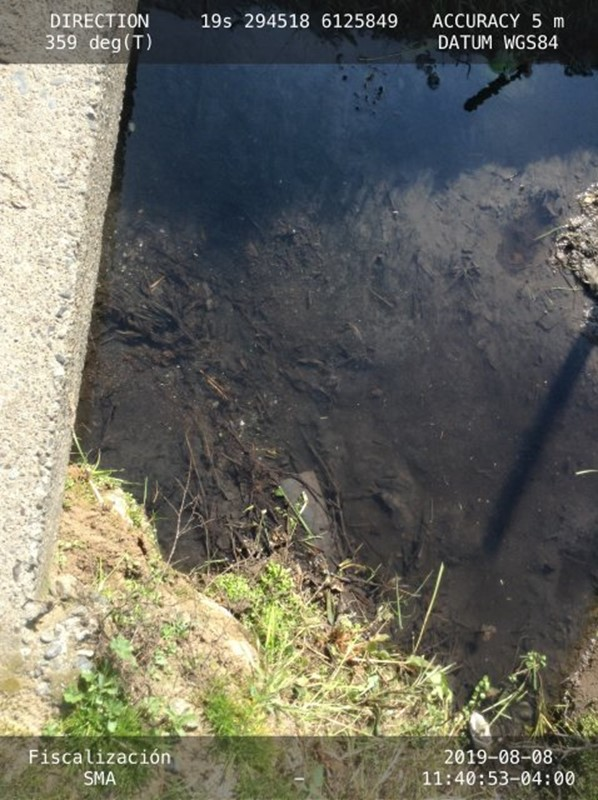 DIRECTION 19s 294518 6125849 ACCURACY 5 m
359 deg(T) DATUM WGS84
Fiscalización 2019-08-08
SMA – 11:40:53-04:00